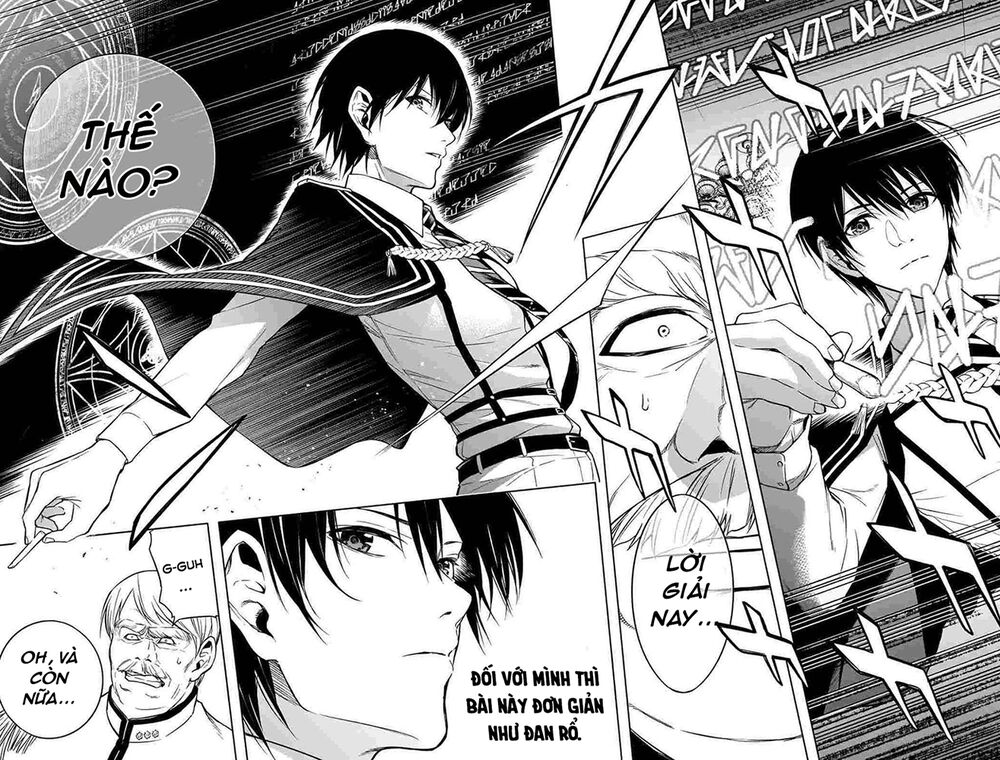 LỜI
GIẢI
NAY...
THẾ
NÀO?
ĐỐI VỚI MÌNH THÌ
BÀI NÀY ĐƠN GIẢN
NHƯ ĐAN RỔ.
G-GUH
...
OH, VÀ
CÒN
NỮA...